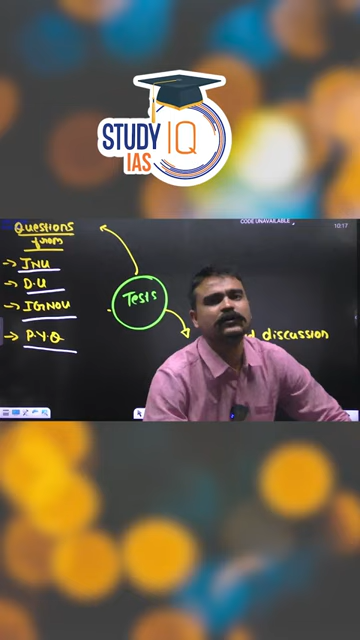 STUDY IQ
IAS
CODE UNAVAILABLE
10:17
Questions
from
→ JNU
→ D.U
→ IGNOU
→ P.Y.Q
Tests
discussion